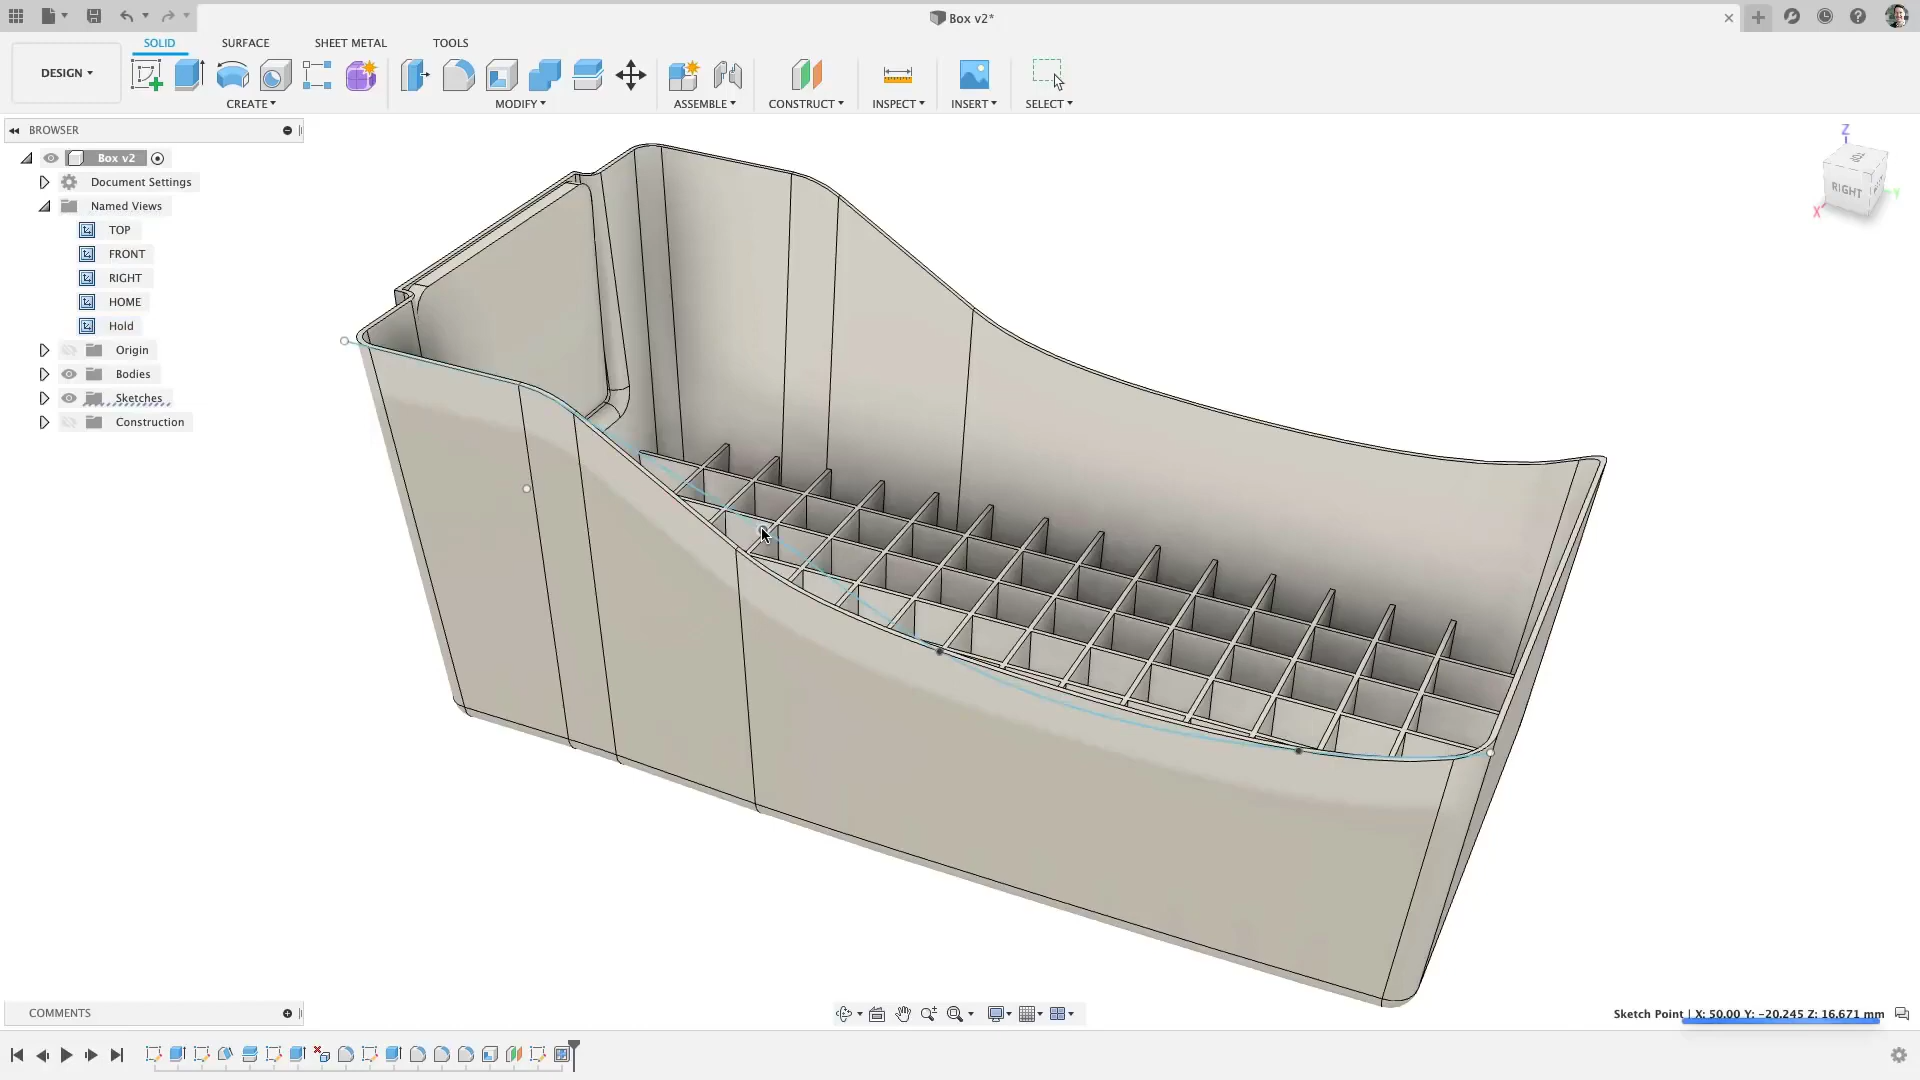 Box v2*
SOLID SURFACE SHEET METAL TOOLS
DESIGN
CREATE MODIFY ASSEMBLE CONSTRUCT INSPECT INSERT SELECT
BROWSER
Box v2
Document Settings
Named Views
TOP
FRONT
RIGHT
HOME
Hold
Origin
Bodies
Sketches
Construction
Z
RIGHT
Y
X
COMMENTS
Sketch Point | X: 50.00 Y: -20.245 Z: 16.671 mm